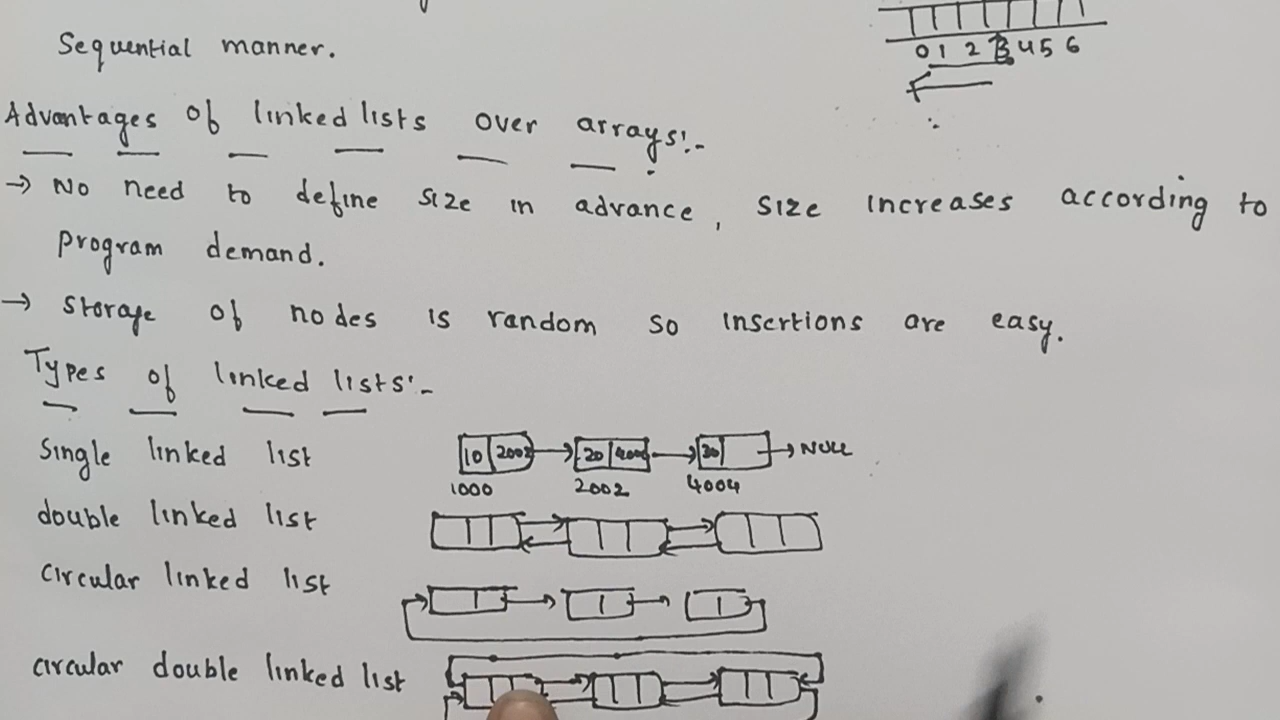 Sequential manner.
0 1 2 3 4 5 6
Advantages of linked lists over arrays:-
→ No need to define size in advance, size increases according to
program demand.
→ Storage of nodes is random so insertions are easy.
Types of linked lists:-
Single linked list
10 2002 → 20 4004 → 30 → NULL
1000 2002 4004
double linked list
circular linked list
circular double linked list